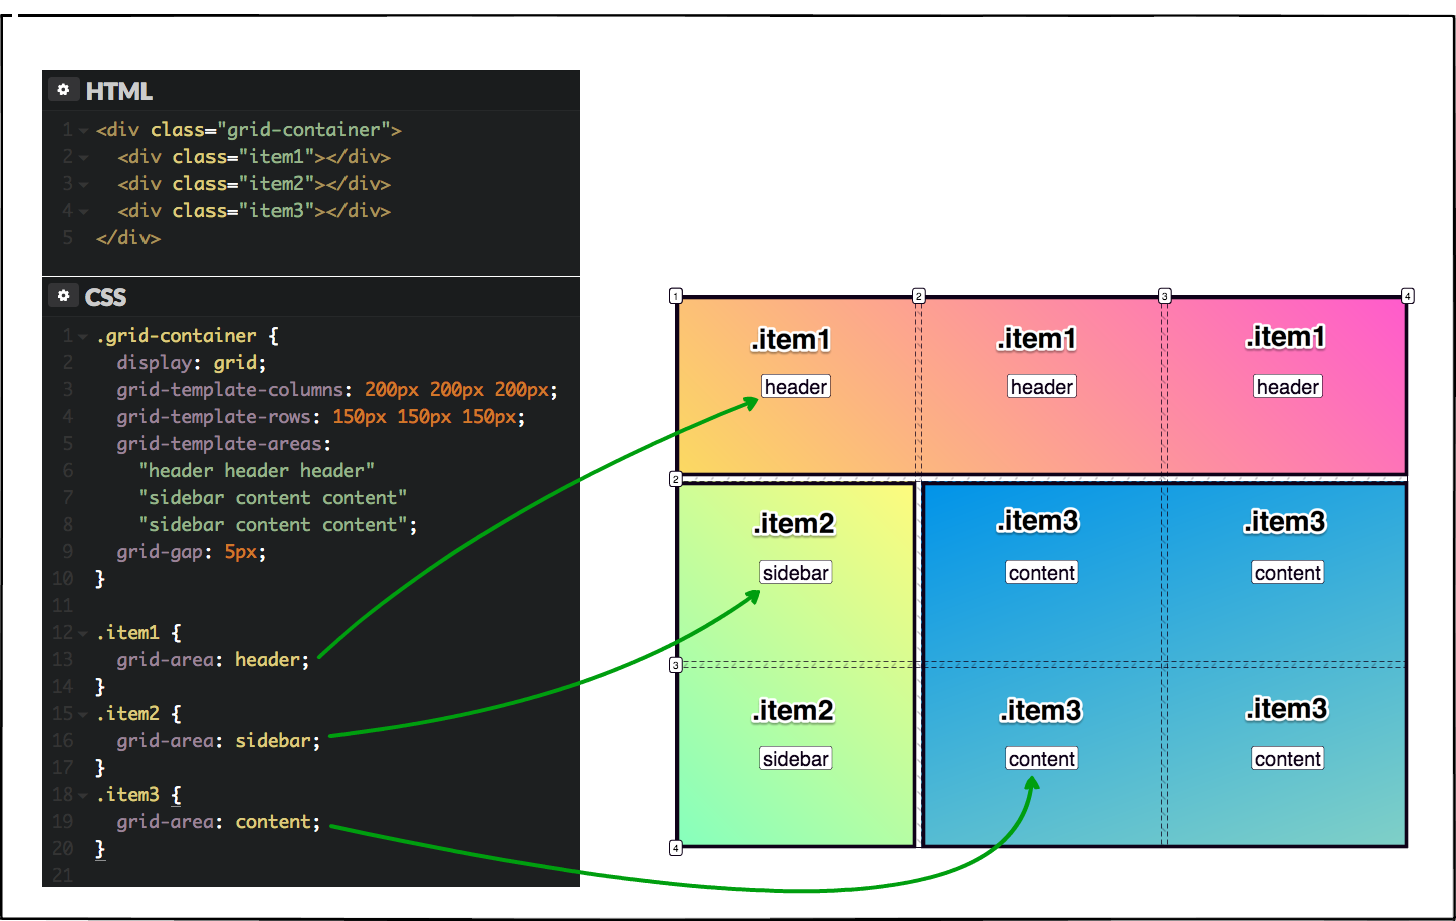 HTML
1 <div class="grid-container">
2 <div class="item1"></div>
3 <div class="item2"></div>
4 <div class="item3"></div>
5 </div>
CSS
1 .grid-container {
2 display: grid;
3 grid-template-columns: 200px 200px 200px;
4 grid-template-rows: 150px 150px 150px;
5 grid-template-areas:
6 "header header header"
7 "sidebar content content"
8 "sidebar content content";
9 grid-gap: 5px;
10 }
11
12 .item1 {
13 grid-area: header;
14 }
15 .item2 {
16 grid-area: sidebar;
17 }
18 .item3 {
19 grid-area: content;
20 }
21
1 2 3 4
.item1 .item1 .item1
header header header
2
.item2 .item3 .item3
sidebar content content
3
.item2 .item3 .item3
sidebar content content
4